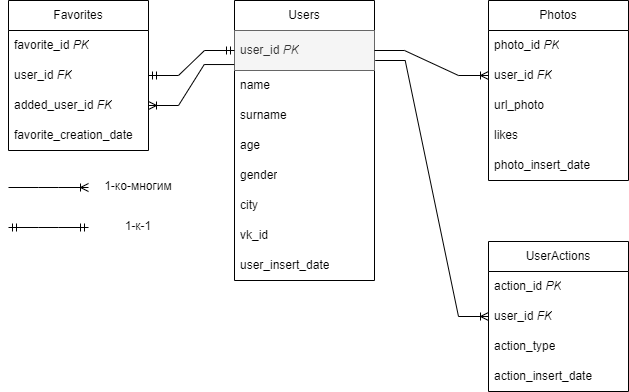 Favorites
favorite_id PK
user_id FK
added_user_id FK
favorite_creation_date
1-ко-многим
1-к-1
Users
user_id PK
name
surname
age
gender
city
vk_id
user_insert_date
Photos
photo_id PK
user_id FK
url_photo
likes
photo_insert_date
UserActions
action_id PK
user_id FK
action_type
action_insert_date